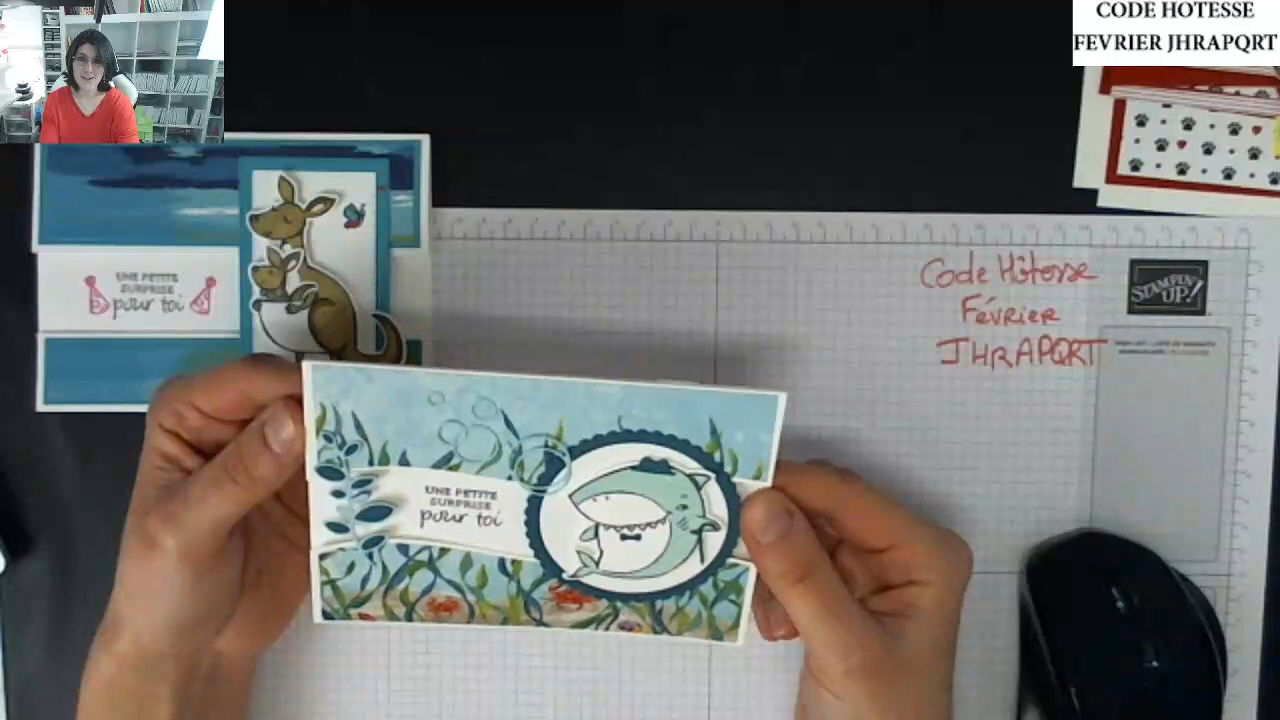 CODE HOTESSE
FEVRIER JHRAPQRT
UNE PETITE
SURPRISE
pour toi
Code Hôtesse
Février
JHRAPQRT
STAMPIN'
UP!
UNE PETITE
SURPRISE
pour toi